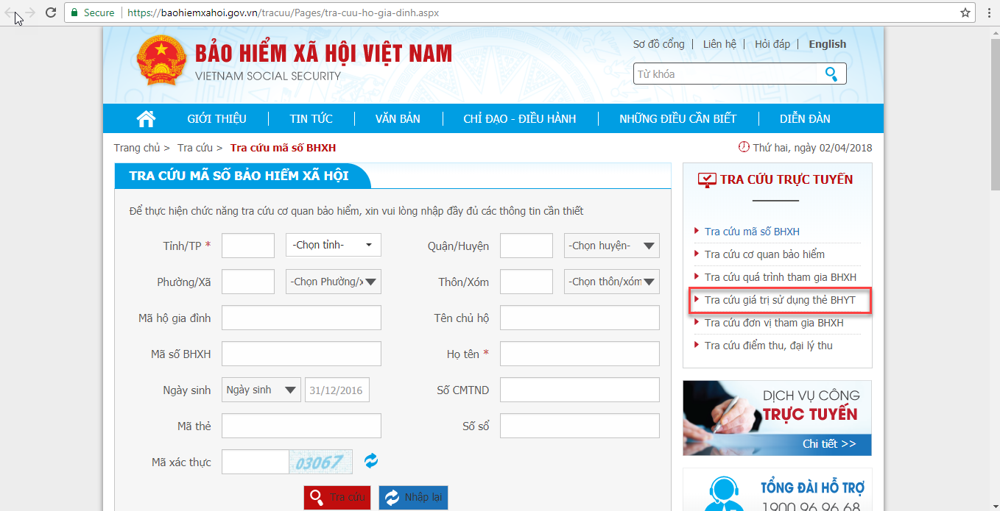 Secure https://baohiemxahoi.gov.vn/tracuu/Pages/tra-cuu-ho-gia-dinh.aspx
BẢO HIỂM XÃ HỘI VIỆT NAM
VIETNAM SOCIAL SECURITY
Sơ đồ cổng | Liên hệ | Hỏi đáp | English
Từ khóa
GIỚI THIỆU | TIN TỨC | VĂN BẢN | CHỈ ĐẠO - ĐIỀU HÀNH | NHỮNG ĐIỀU CẦN BIẾT | DIỄN ĐÀN
Trang chủ > Tra cứu > Tra cứu mã số BHXH
Thứ hai, ngày 02/04/2018
TRA CỨU MÃ SỐ BẢO HIỂM XÃ HỘI
Để thực hiện chức năng tra cứu cơ quan bảo hiểm, xin vui lòng nhập đầy đủ các thông tin cần thiết
Tỉnh/TP * -Chọn tỉnh- Quận/Huyện -Chọn huyện-
Phường/Xã -Chọn Phường/x Thôn/Xóm -Chọn thôn/xóm
Mã hộ gia đình Tên chủ hộ
Mã số BHXH Họ tên *
Ngày sinh Ngày sinh 31/12/2016 Số CMTND
Mã thẻ Số sổ
Mã xác thực 03067
Tra cứu Nhập lại
TRA CỨU TRỰC TUYẾN
Tra cứu mã số BHXH
Tra cứu cơ quan bảo hiểm
Tra cứu quá trình tham gia BHXH
Tra cứu giá trị sử dụng thẻ BHYT
Tra cứu đơn vị tham gia BHXH
Tra cứu điểm thu, đại lý thu
DỊCH VỤ CÔNG
TRỰC TUYẾN
Chi tiết >>
TỔNG ĐÀI HỖ TRỢ
1900.96.96.68